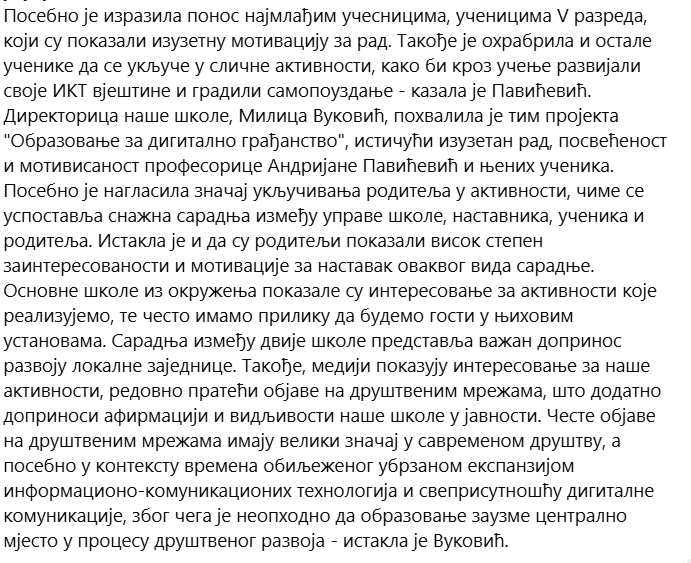 Посебно је изразила понос најмлађим учесницима, ученицима V разреда,
који су показали изузетну мотивацију за рад. Такође је охрабрила и остале
ученике да се укључе у сличне активности, како би кроз учење развијали
своје ИКТ вјештине и градили самопоуздање - казала је Павићевић.
Директорица наше школе, Милица Вуковић, похвалила је тим пројекта
"Образовање за дигитално грађанство", истичући изузетан рад, посвећеност
и мотивисаност професорице Андријане Павићевић и њених ученика.
Посебно је нагласила значај укључивања родитеља у активности, чиме се
успоставља снажна сарадња између управе школе, наставника, ученика и
родитеља. Истакла је и да су родитељи показали висок степен
заинтересованости и мотивације за наставак оваквог вида сарадње.
Основне школе из окружења показале су интересовање за активности које
реализујемо, те често имамо прилику да будемо гости у њиховим
установама. Сарадња између двије школе представља важан допринос
развоју локалне заједнице. Такође, медији показују интересовање за наше
активности, редовно пратећи објаве на друштвеним мрежама, што додатно
доприноси афирмацији и видљивости наше школе у јавности. Честе објаве
на друштвеним мрежама имају велики значај у савременом друштву, а
посебно у контексту времена обиљеженог убрзаном експанзијом
информационо-комуникационих технологија и свеприсутношћу дигиталне
комуникације, због чега је неопходно да образовање заузме централно
мјесто у процесу друштвеног развоја - истакла је Вуковић.